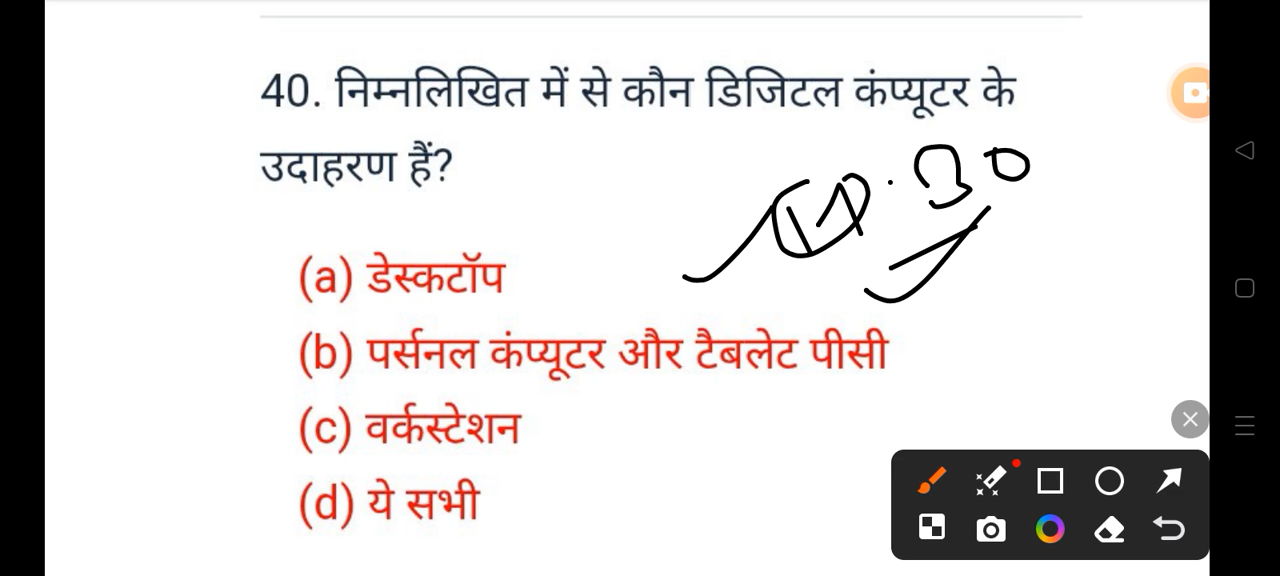 40. निम्नलिखित में से कौन डिजिटल कंप्यूटर के
उदाहरण हैं?
(a) डेस्कटॉप
(b) पर्सनल कंप्यूटर और टैबलेट पीसी
(c) वर्कस्टेशन
(d) ये सभी